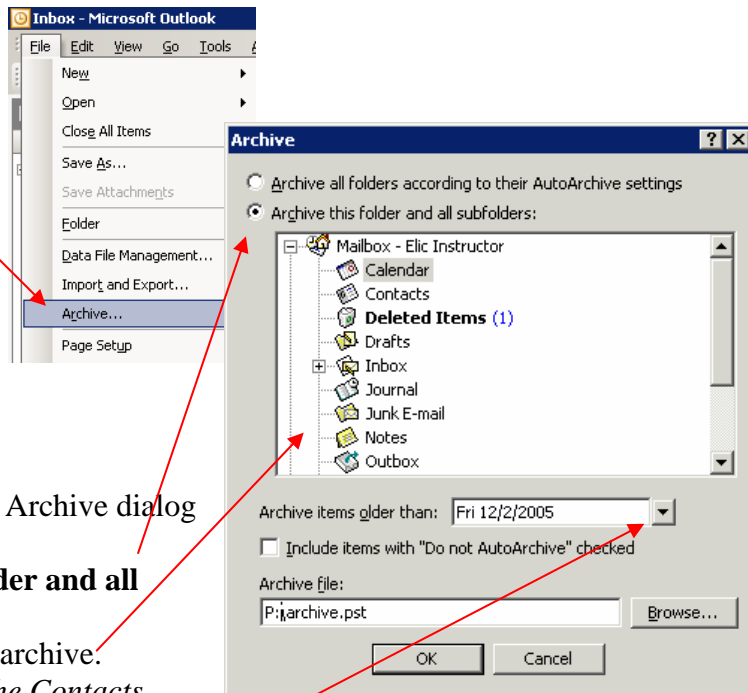 Inbox - Microsoft Outlook
File Edit View Go Tools
New
Open
Close All Items
Save As...
Save Attachments
Folder
Data File Management...
Import and Export...
Archive...
Page Setup
Archive
Archive all folders according to their AutoArchive settings
Archive this folder and all subfolders:
Mailbox - Elic Instructor
Calendar
Contacts
Deleted Items (1)
Drafts
Inbox
Journal
Junk E-mail
Notes
Outbox
Archive items older than: Fri 12/2/2005
Include items with "Do not AutoArchive" checked
Archive file:
P:\archive.pst Browse...
OK Cancel
Archive dialog
der and all
archive.
he Contacts